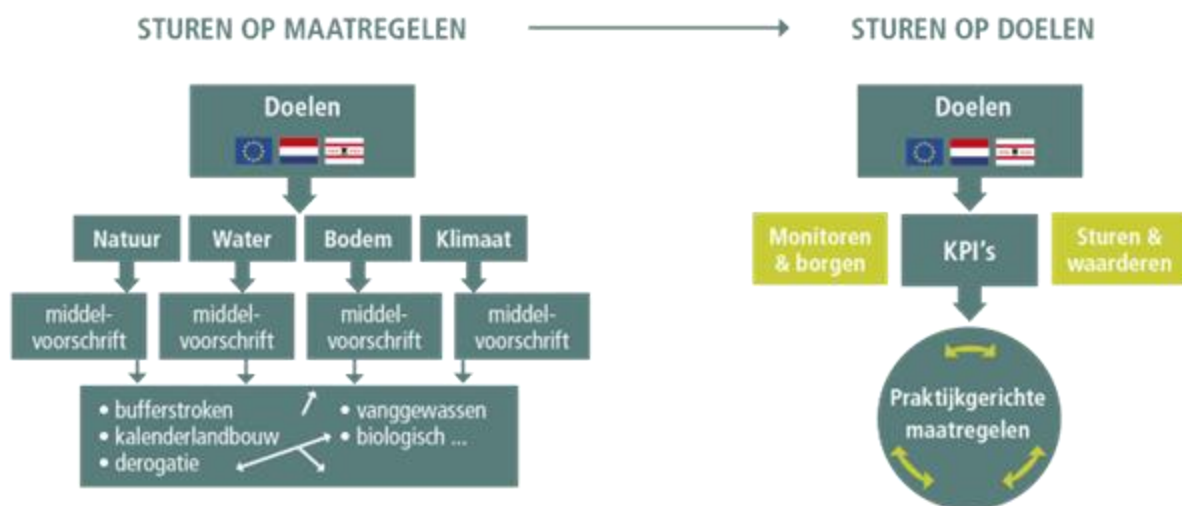 STUREN OP MAATREGELEN
STUREN OP DOELEN
Doelen
Natuur
Water
Bodem
Klimaat
middel-
voorschrift
middel-
voorschrift
middel-
voorschrift
middel-
voorschrift
• bufferstroken
• kalenderlandbouw
• derogatie
• vanggewassen
• biologisch ...
Doelen
Monitoren
& borgen
KPI's
Sturen &
waarderen
Praktijkgerichte
maatregelen